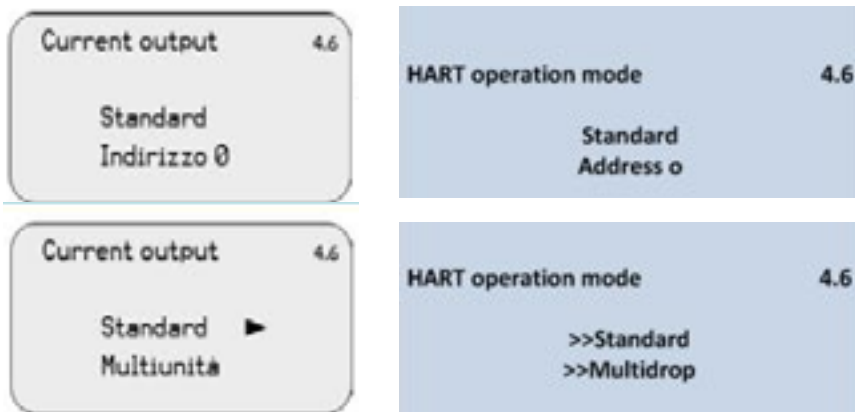 Current output 4.6
Standard
Indirizzo 0
HART operation mode 4.6
Standard
Address o
Current output 4.6
Standard ►
Multiunità
HART operation mode 4.6
>>Standard
>>Multidrop